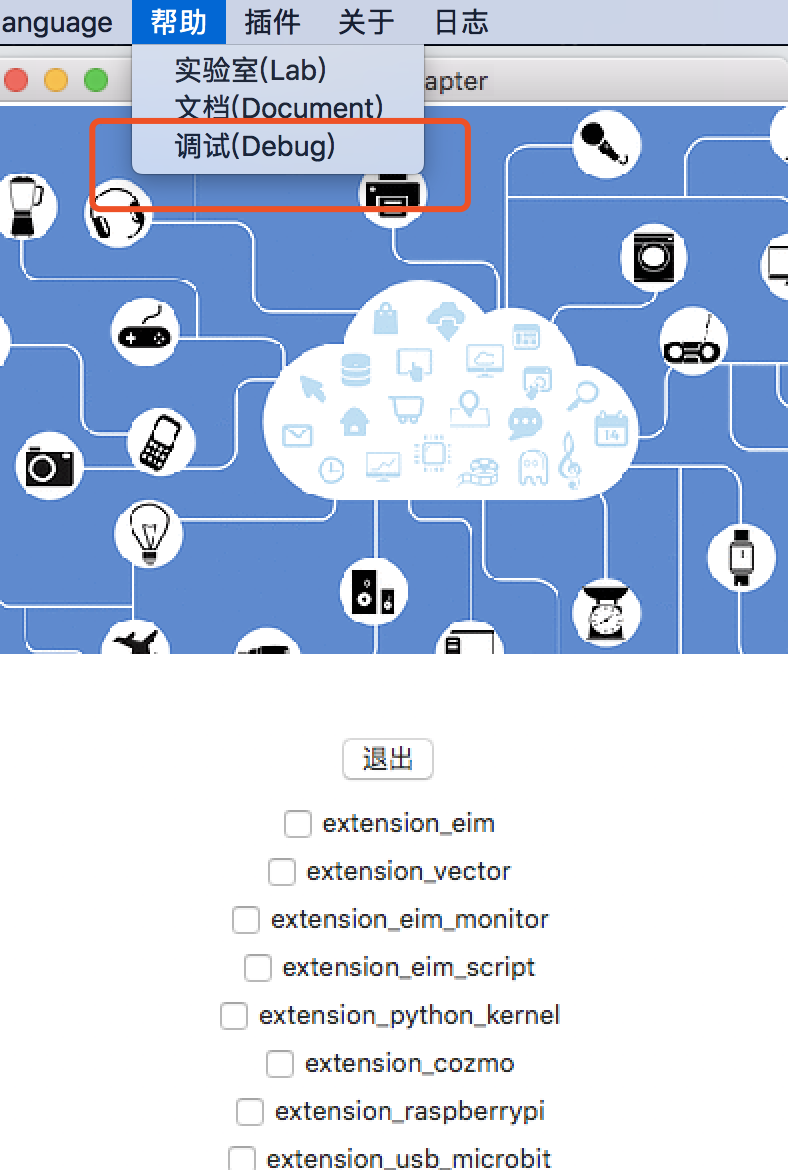 anguage 帮助 插件 关于 日志
实验室(Lab)
apter
文档(Document)
调试(Debug)
14
退出
extension_eim
extension_vector
extension_eim_monitor
extension_eim_script
extension_python_kernel
extension_cozmo
extension_raspberrypi
extension_usb_microbit